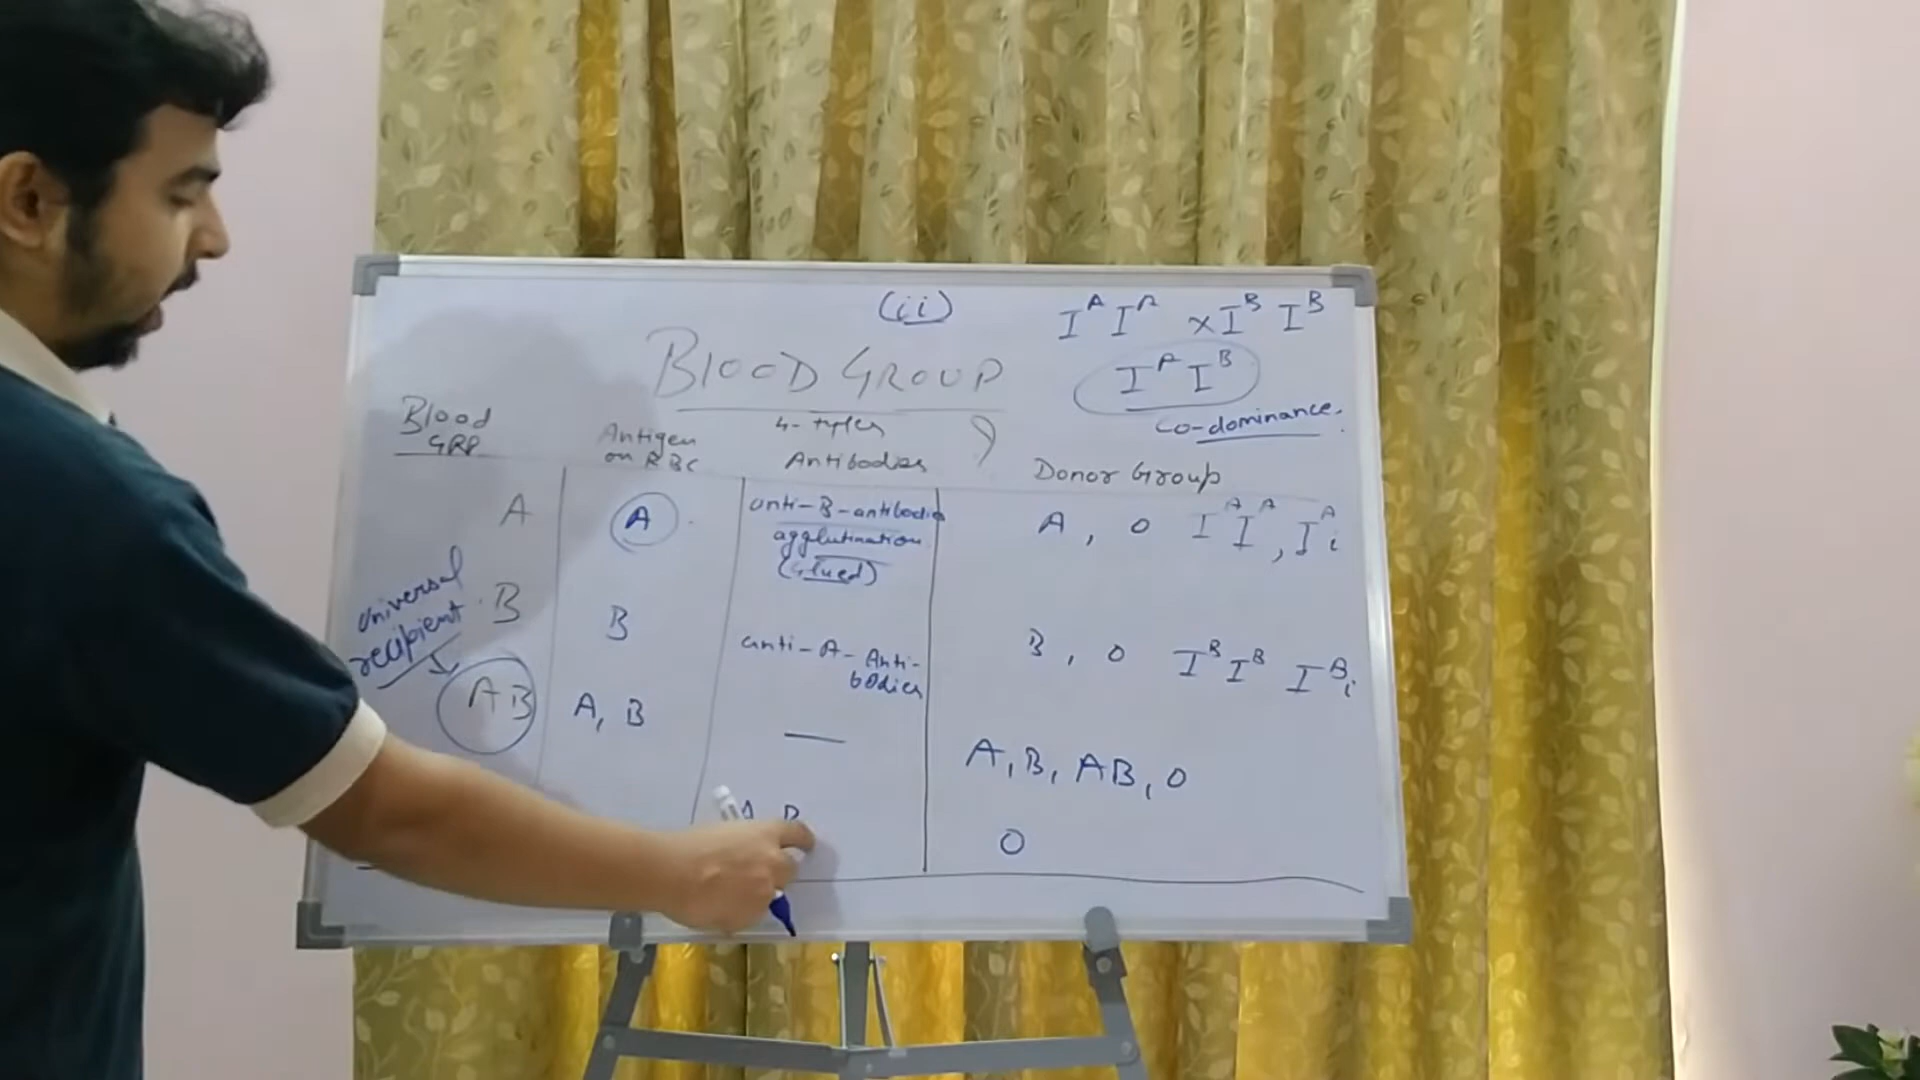 (ii)
I^A I^A × I^B I^B
BLOOD GROUP
I^A I^B
Co-dominance.
4-types
Blood GRP
Antigen on RBC
Antibodies
Donor Group
A
A
anti-B-antibodies
agglutination
(Glued)
A, O I^A I^A, I^A i
universal recipient
B
B
anti-A-Anti-
bodies
B, O I^B I^B I^B i
AB
A, B
—
A, B, AB, O
A B
O